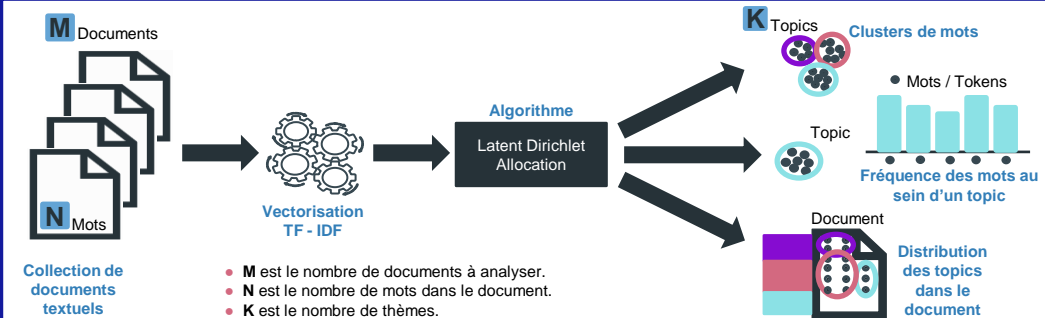 M Documents
N Mots
Collection de
documents
textuels
Vectorisation
TF - IDF
Algorithme
Latent Dirichlet
Allocation
K Topics
Clusters de mots
Mots / Tokens
Topic
Fréquence des mots au
sein d'un topic
Document
Distribution
des topics
dans le
document
● M est le nombre de documents à analyser.
● N est le nombre de mots dans le document.
● K est le nombre de thèmes.